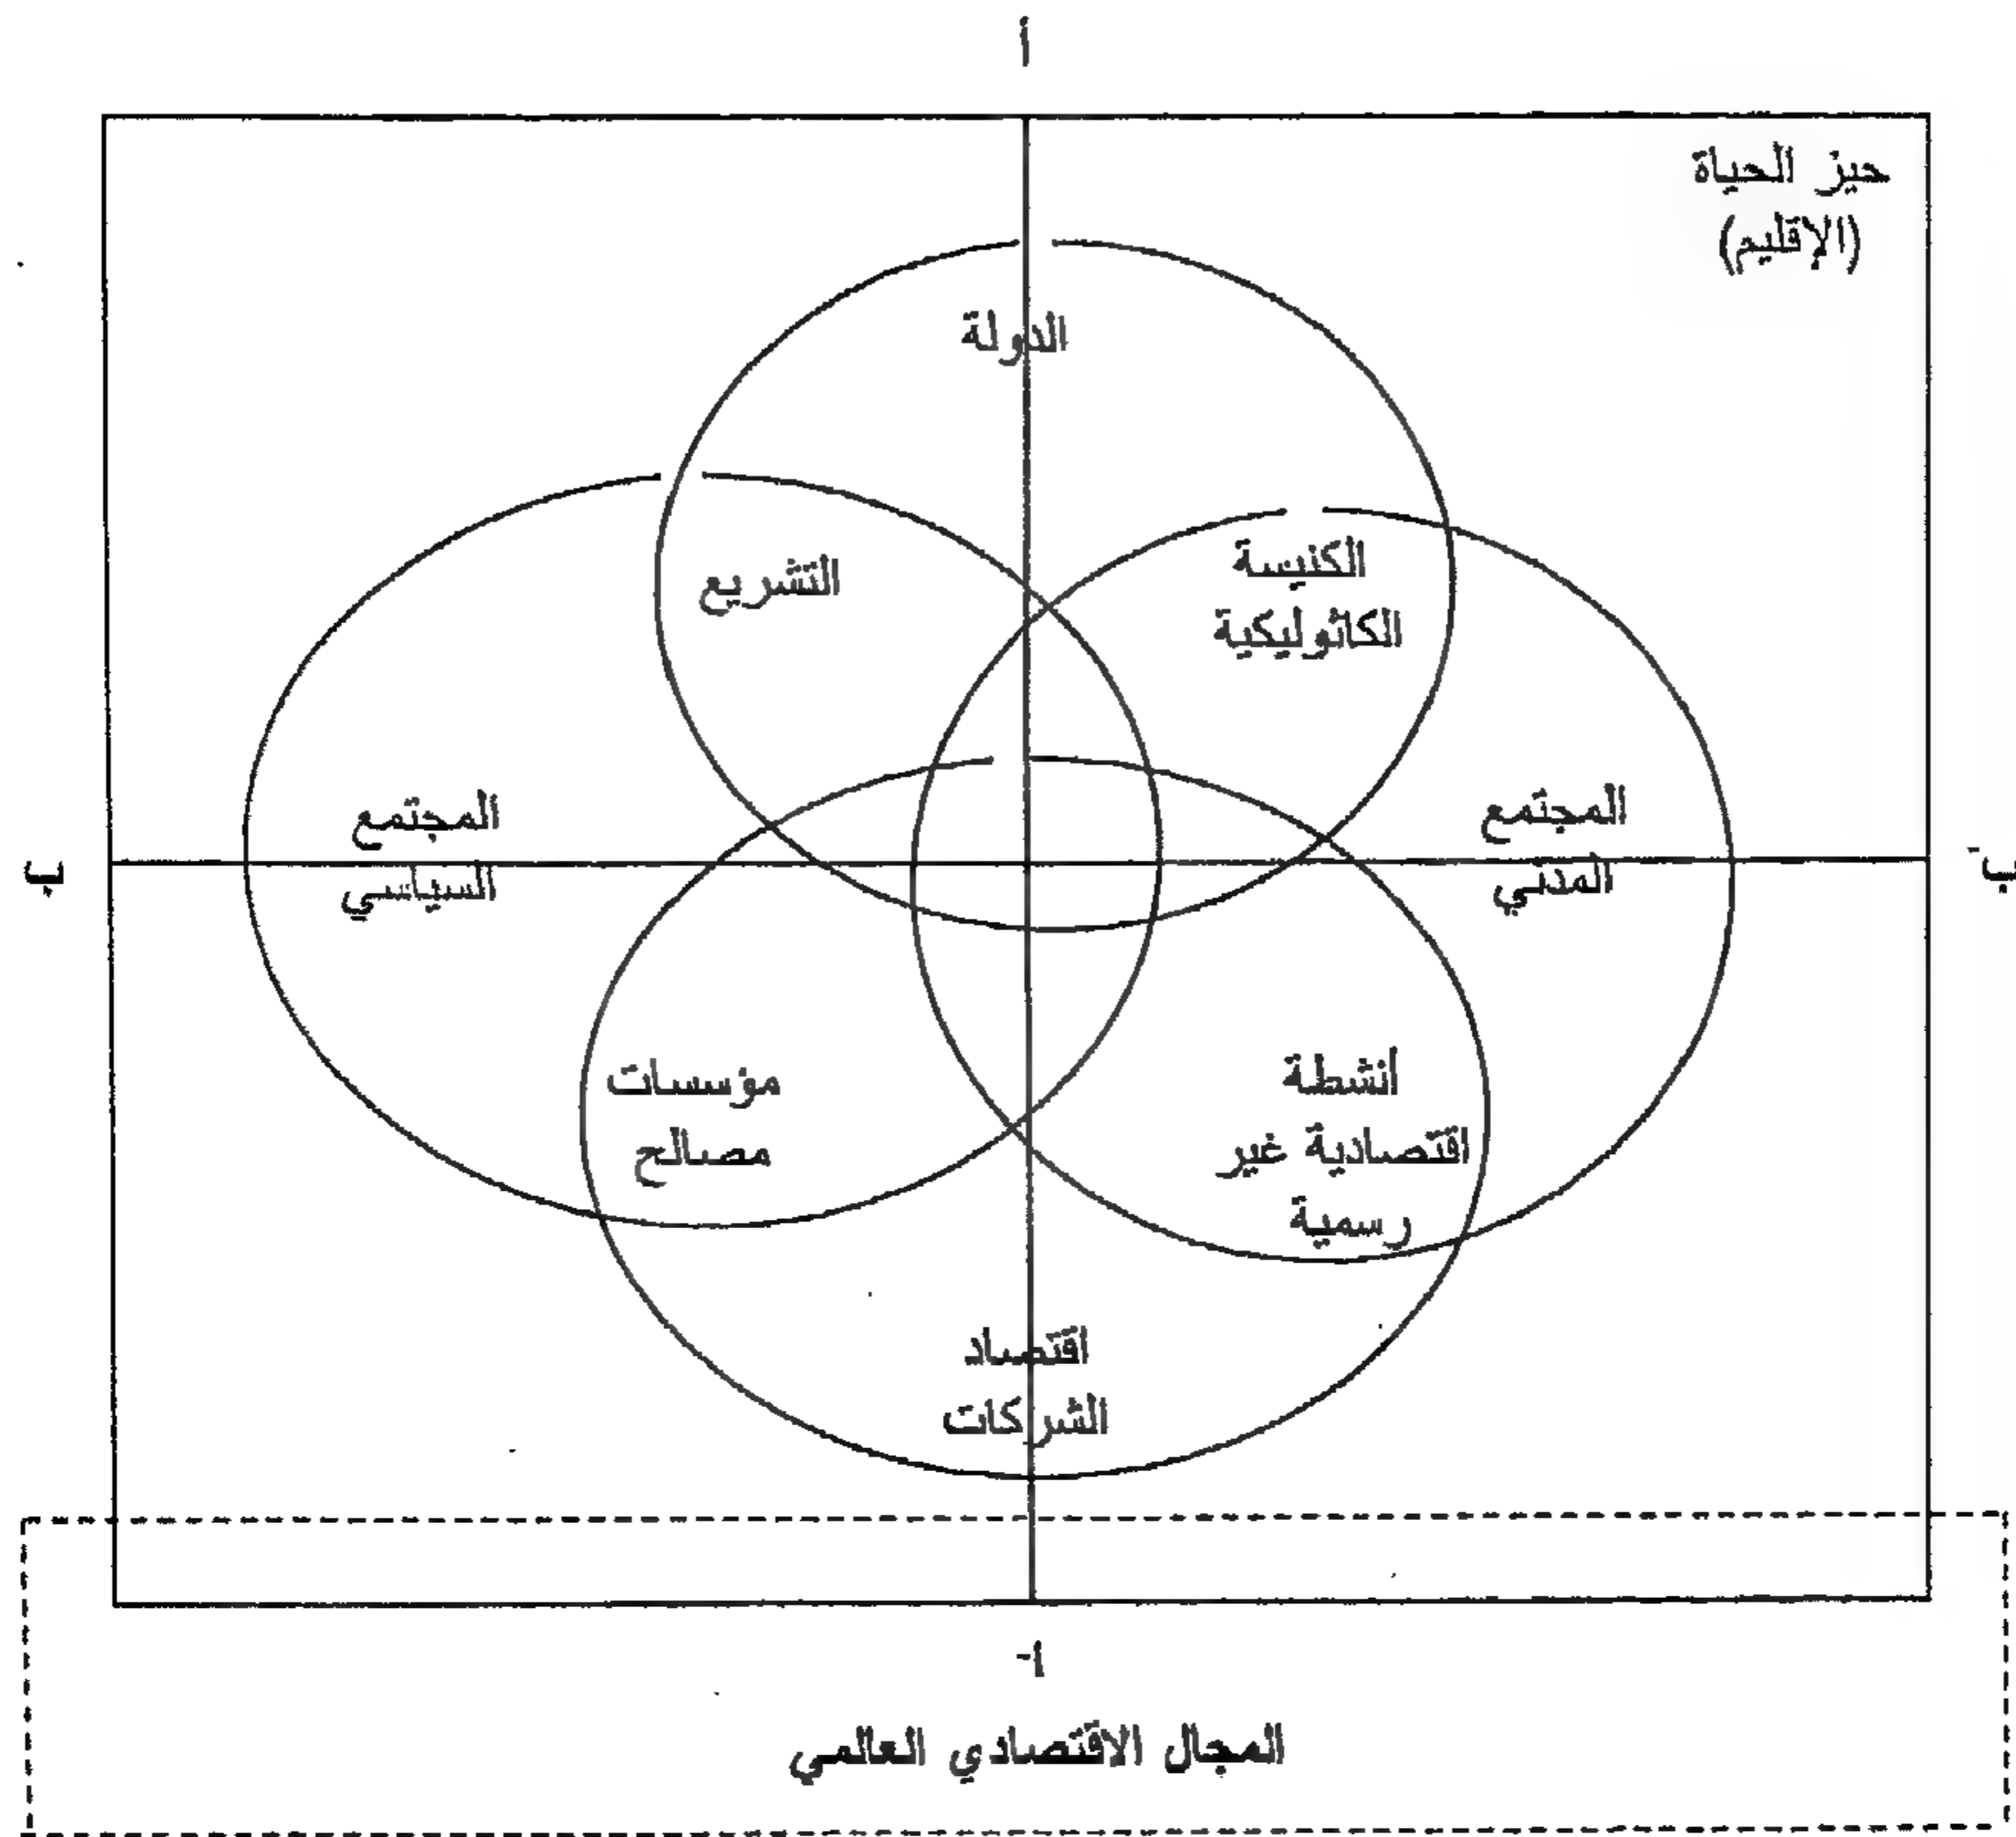 أ
حيز الحياة
(الإقليم)
الدولة
الكنيسة
الكاثوليكية
التشريع
المجتمع
المدني
المجتمع
السياسي
بَ
ب
أنشطة
اقتصادية غير
رسمية
مؤسسات
مصالح
اقتصاد
الشركات
أ-
المجال الاقتصادي العالمي